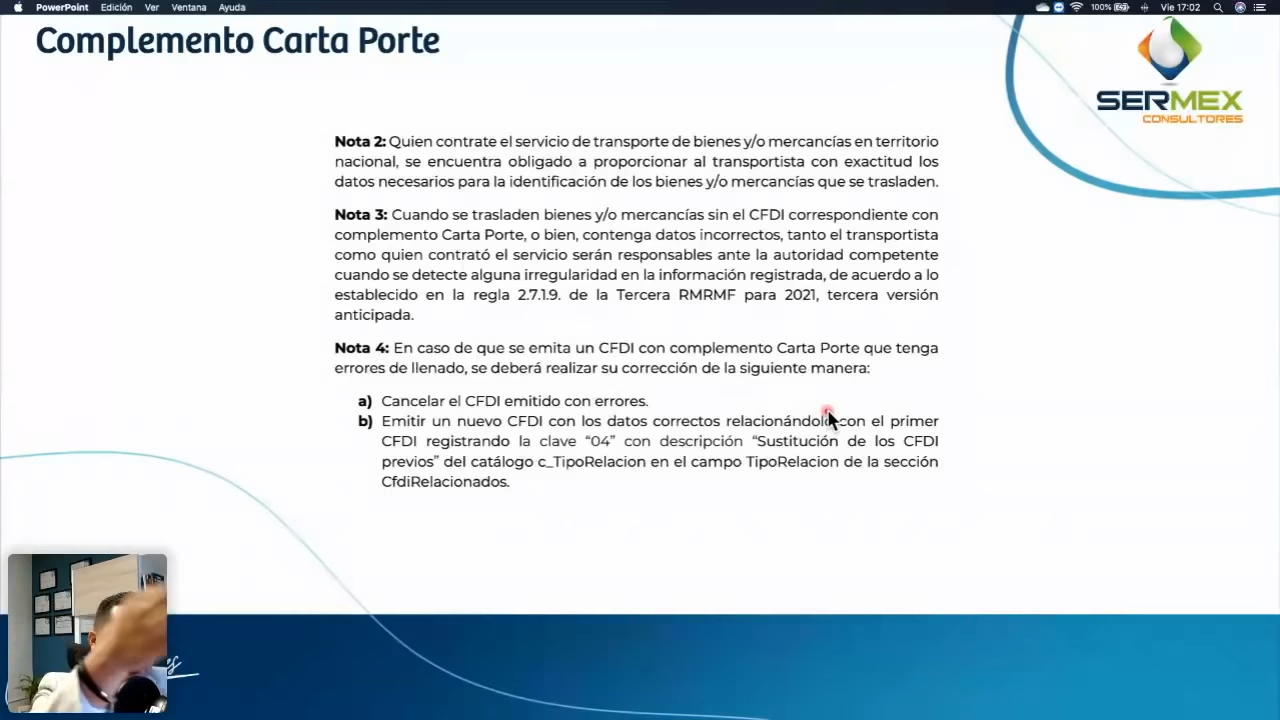 PowerPoint Edición Ver Ventana Ayuda
100% Vie 17:02
Complemento Carta Porte
SERMEX
CONSULTORES
Nota 2: Quien contrate el servicio de transporte de bienes y/o mercancías en territorio
nacional, se encuentra obligado a proporcionar al transportista con exactitud los
datos necesarios para la identificación de los bienes y/o mercancías que se trasladen.
Nota 3: Cuando se trasladen bienes y/o mercancías sin el CFDI correspondiente con
complemento Carta Porte, o bien, contenga datos incorrectos, tanto el transportista
como quien contrató el servicio serán responsables ante la autoridad competente
cuando se detecte alguna irregularidad en la información registrada, de acuerdo a lo
establecido en la regla 2.7.1.9. de la Tercera RMRMF para 2021, tercera versión
anticipada.
Nota 4: En caso de que se emita un CFDI con complemento Carta Porte que tenga
errores de llenado, se deberá realizar su corrección de la siguiente manera:
a) Cancelar el CFDI emitido con errores.
b) Emitir un nuevo CFDI con los datos correctos relacionándolo con el primer
CFDI registrando la clave “04” con descripción “Sustitución de los CFDI
previos” del catálogo c_TipoRelacion en el campo TipoRelacion de la sección
CfdiRelacionados.